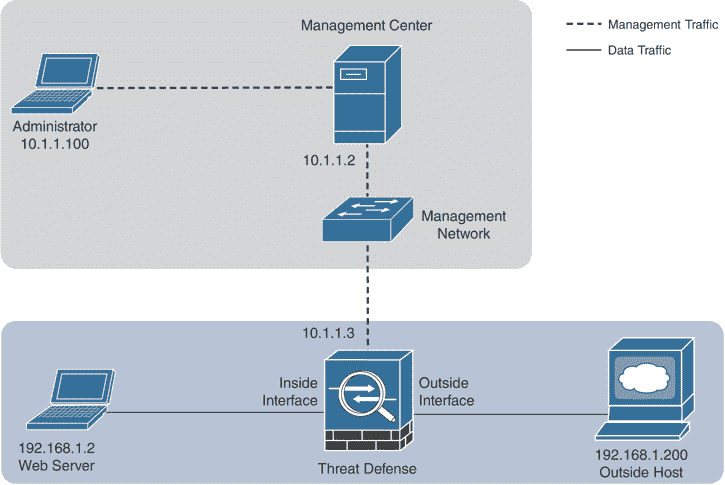 Management Center
Management Traffic
Data Traffic
Administrator
10.1.1.100
10.1.1.2
Management
Network
10.1.1.3
Inside
Interface
Outside
Interface
192.168.1.2
Web Server
Threat Defense
192.168.1.200
Outside Host